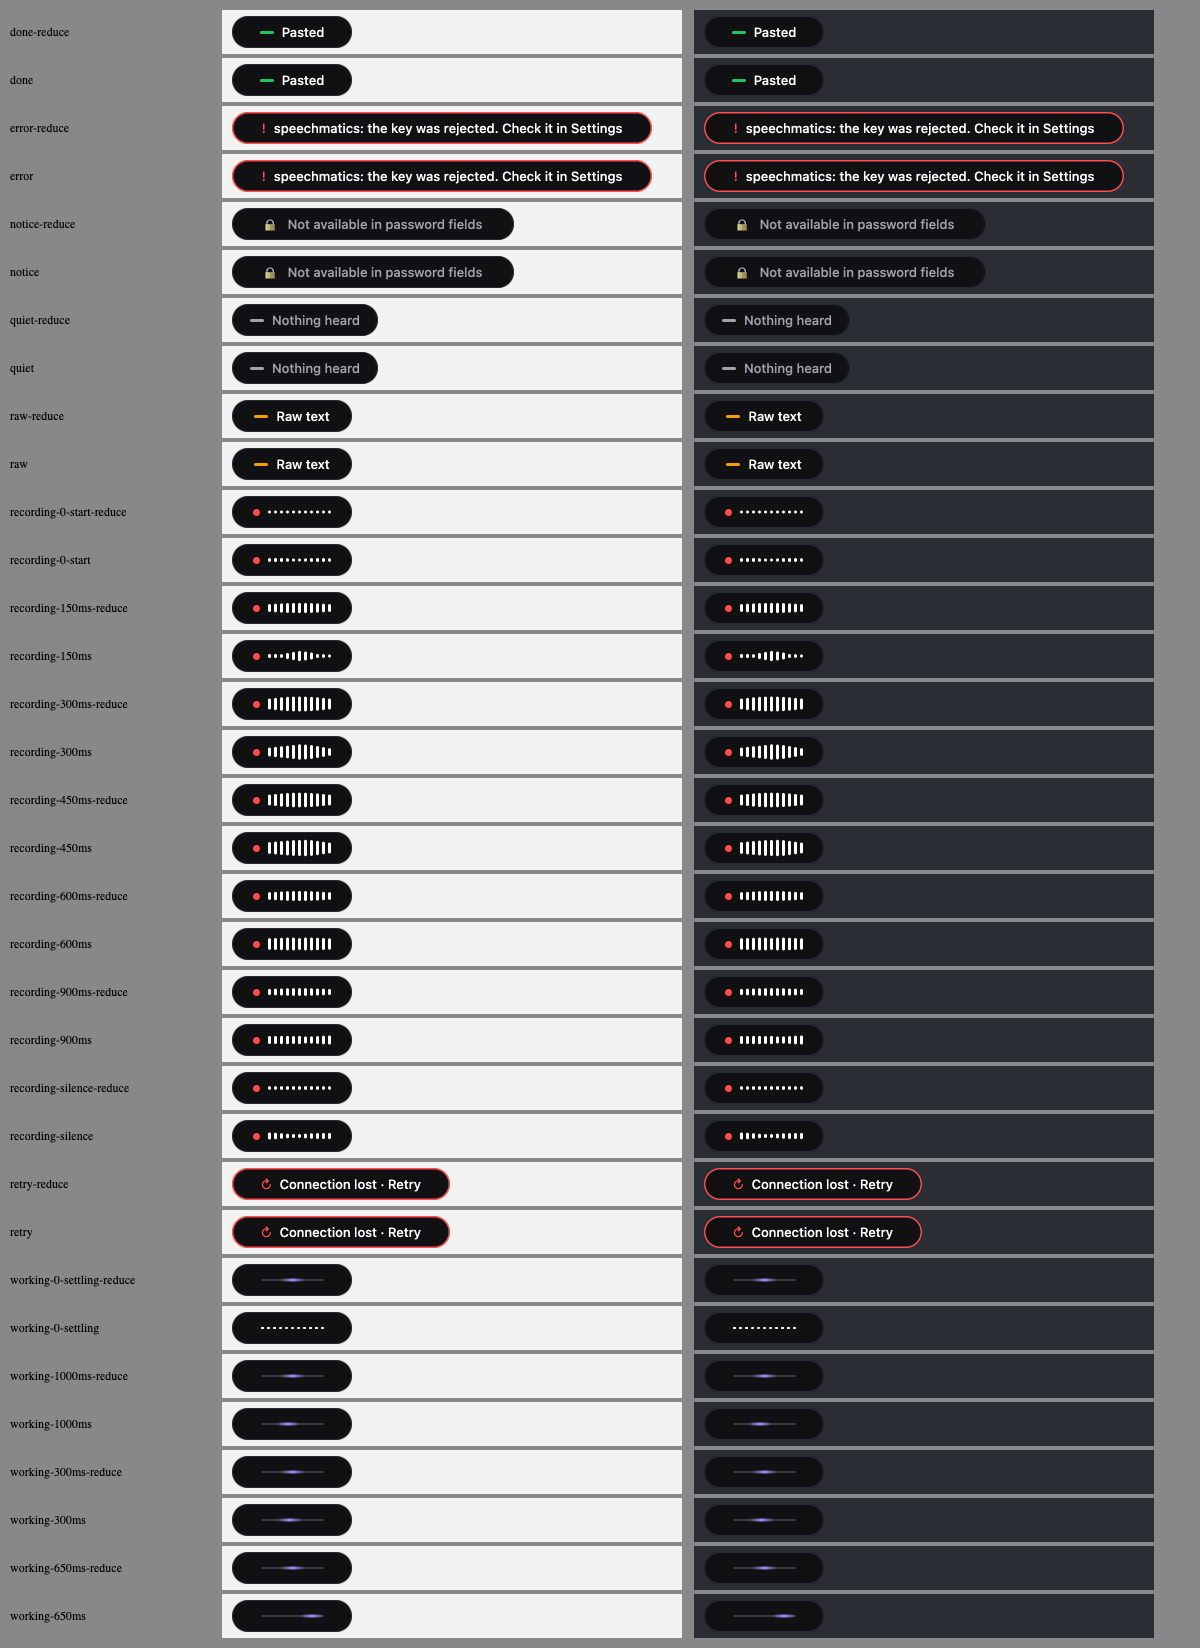 done-reduce Pasted Pasted
done Pasted Pasted
error-reduce ! speechmatics: the key was rejected. Check it in Settings ! speechmatics: the key was rejected. Check it in Settings
error ! speechmatics: the key was rejected. Check it in Settings ! speechmatics: the key was rejected. Check it in Settings
notice-reduce Not available in password fields Not available in password fields
notice Not available in password fields Not available in password fields
quiet-reduce Nothing heard Nothing heard
quiet Nothing heard Nothing heard
raw-reduce Raw text Raw text
raw Raw text Raw text
recording-0-start-reduce
recording-0-start
recording-150ms-reduce
recording-150ms
recording-300ms-reduce
recording-300ms
recording-450ms-reduce
recording-450ms
recording-600ms-reduce
recording-600ms
recording-900ms-reduce
recording-900ms
recording-silence-reduce
recording-silence
retry-reduce ↻ Connection lost · Retry ↻ Connection lost · Retry
retry ↻ Connection lost · Retry ↻ Connection lost · Retry
working-0-settling-reduce
working-0-settling
working-1000ms-reduce
working-1000ms
working-300ms-reduce
working-300ms
working-650ms-reduce
working-650ms